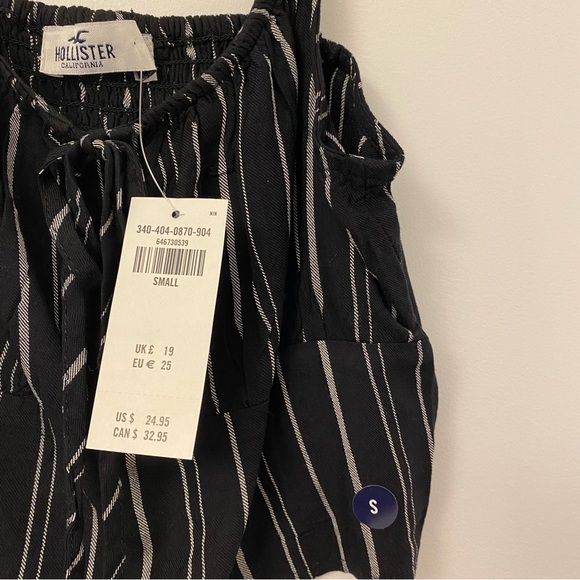 HOLLISTER
CALIFORNIA
340-404-0870-904
646730539
SMALL
UK £ 19
EU € 25
US $ 24.95
CAN $ 32.95
S